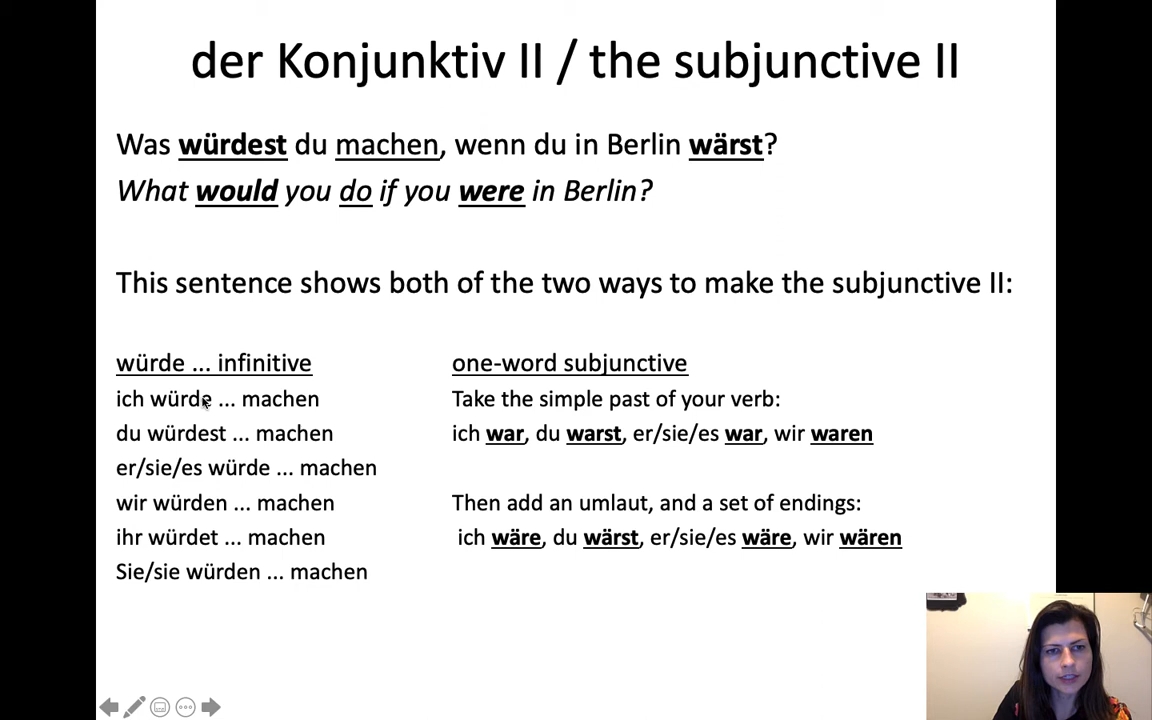 der Konjunktiv II / the subjunctive II
Was würdest du machen, wenn du in Berlin wärst?
What would you do if you were in Berlin?
This sentence shows both of the two ways to make the subjunctive II:
würde ... infinitive
ich würde ... machen
du würdest ... machen
er/sie/es würde ... machen
wir würden ... machen
ihr würdet ... machen
Sie/sie würden ... machen
one-word subjunctive
Take the simple past of your verb:
ich war, du warst, er/sie/es war, wir waren
Then add an umlaut, and a set of endings:
ich wäre, du wärst, er/sie/es wäre, wir wären